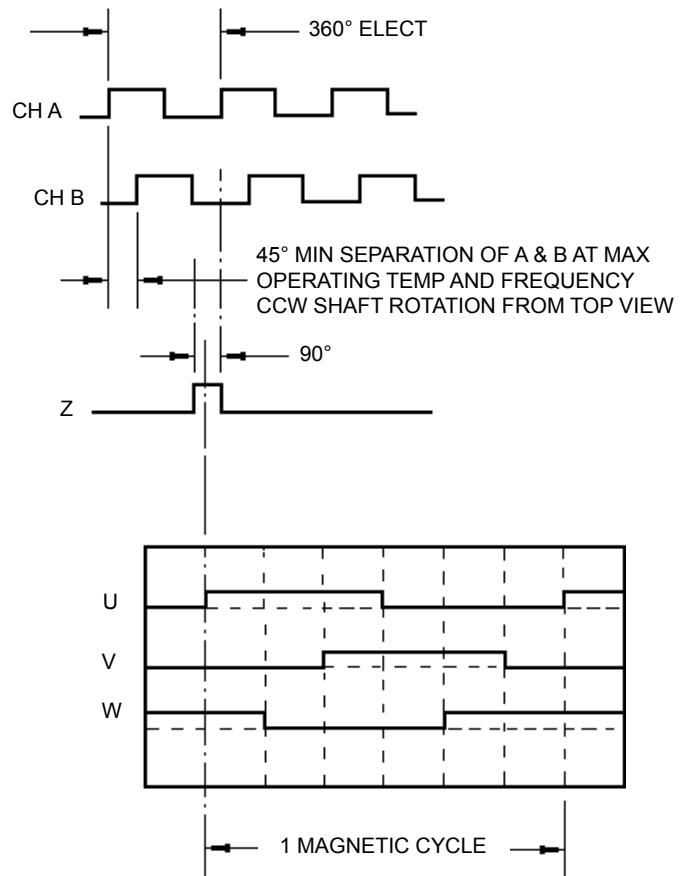 360° ELECT
CH A
CH B
45° MIN SEPARATION OF A & B AT MAX
OPERATING TEMP AND FREQUENCY
CCW SHAFT ROTATION FROM TOP VIEW
90°
Z
U
V
W
1 MAGNETIC CYCLE